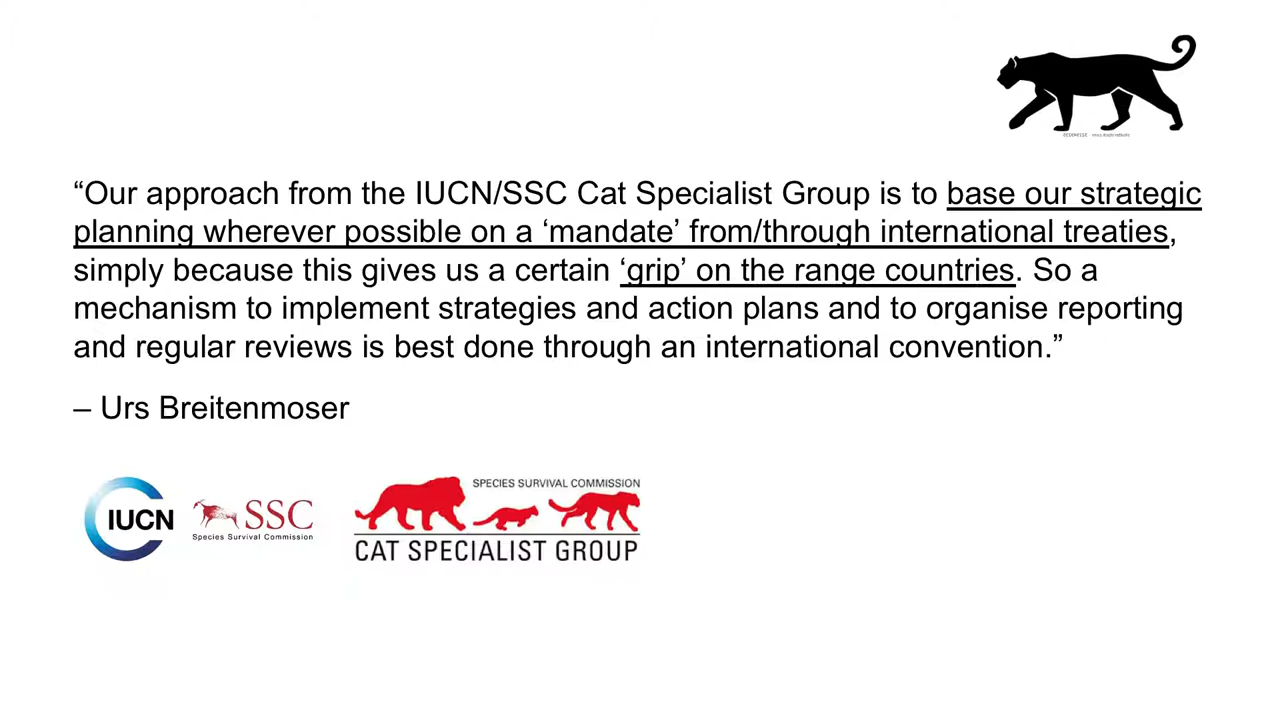 “Our approach from the IUCN/SSC Cat Specialist Group is to base our strategic
planning wherever possible on a ‘mandate’ from/through international treaties,
simply because this gives us a certain ‘grip’ on the range countries. So a
mechanism to implement strategies and action plans and to organise reporting
and regular reviews is best done through an international convention.”
– Urs Breitenmoser
IUCN
SSC
Species Survival Commission
SPECIES SURVIVAL COMMISSION
CAT SPECIALIST GROUP